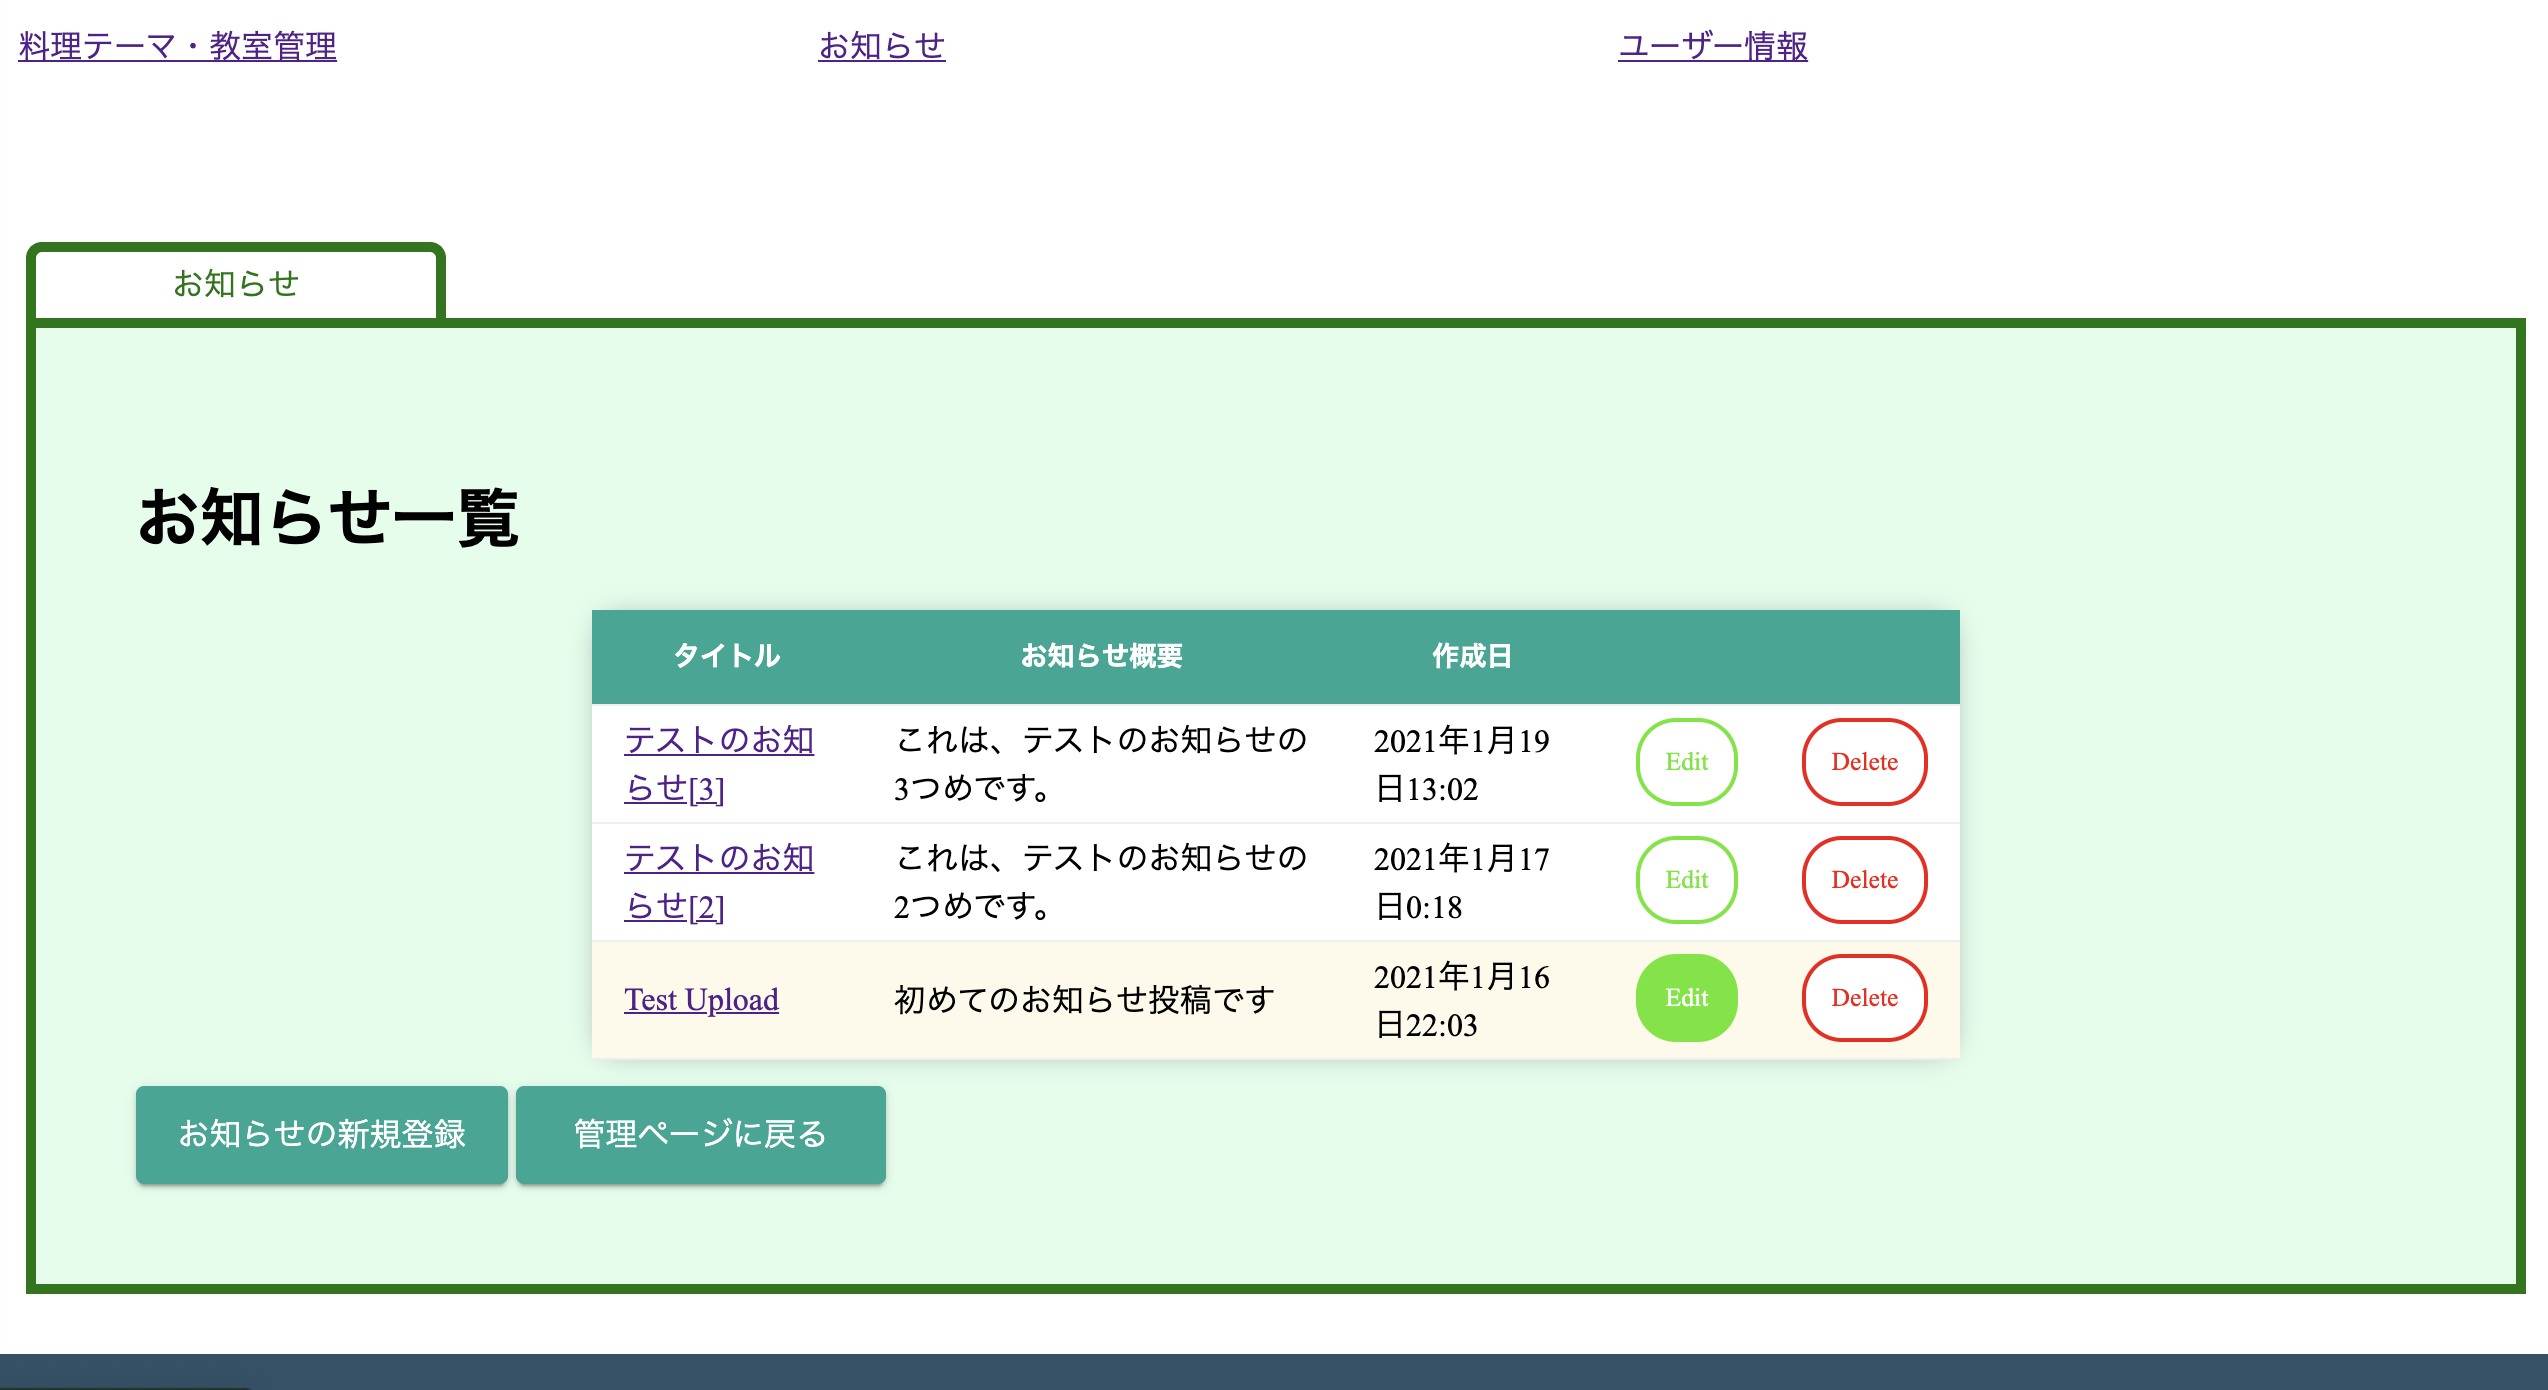 料理テーマ・教室管理
お知らせ
ユーザー情報
お知らせ
お知らせ一覧
タイトル お知らせ概要 作成日
テストのお知 これは、テストのお知らせの 2021年1月19 Edit Delete
らせ[3] 3つめです。 日13:02
テストのお知 これは、テストのお知らせの 2021年1月17 Edit Delete
らせ[2] 2つめです。 日0:18
Test Upload 初めてのお知らせ投稿です 2021年1月16 Edit Delete
日22:03
お知らせの新規登録 管理ページに戻る